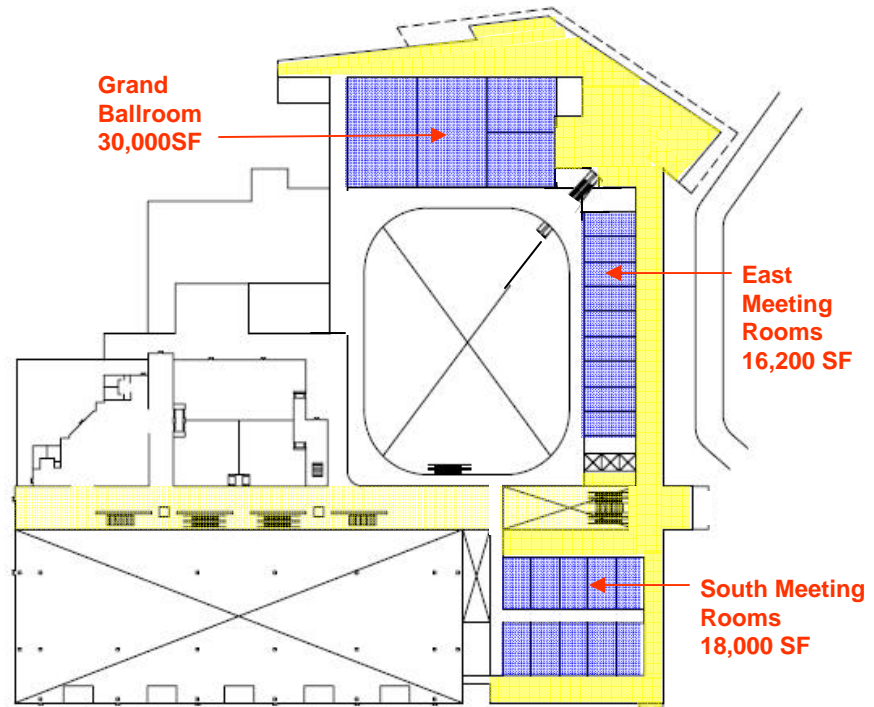 Grand
Ballroom
30,000SF
East
Meeting
Rooms
16,200 SF
South Meeting
Rooms
18,000 SF